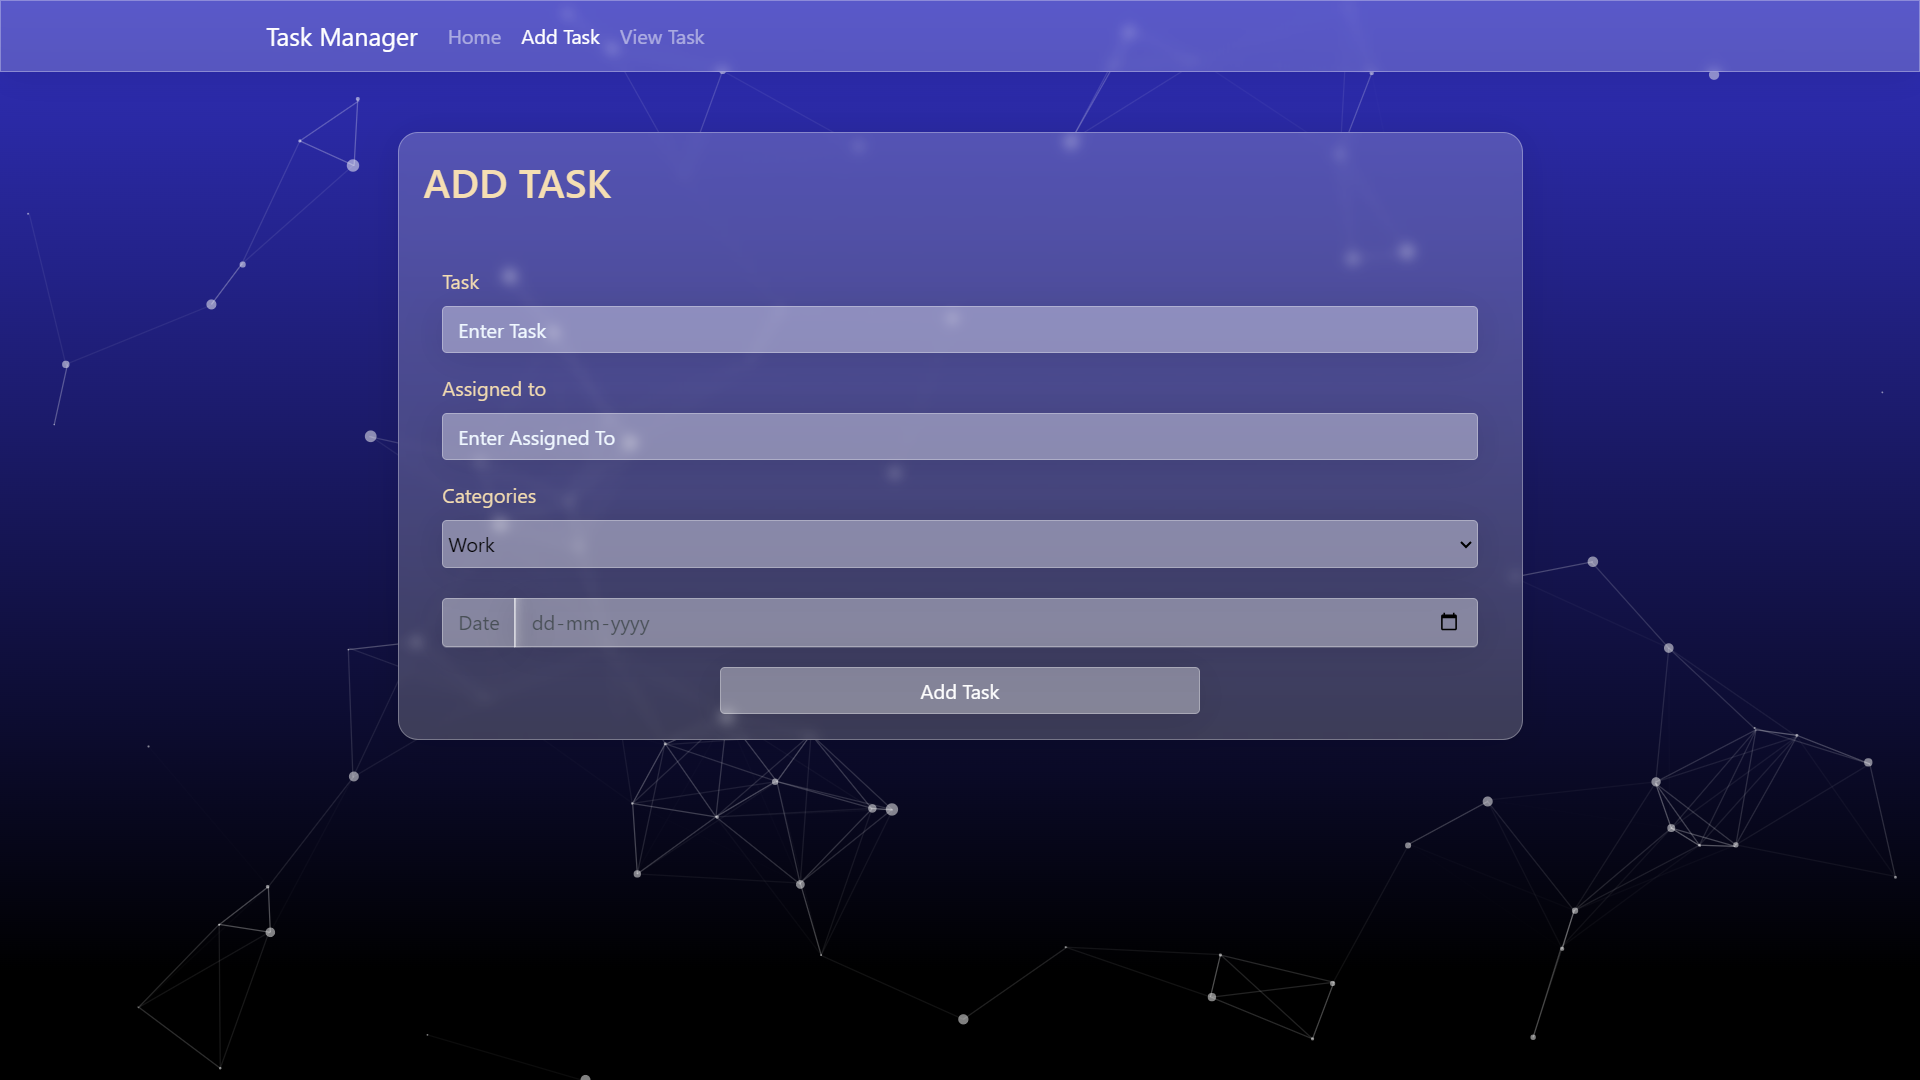 Task Manager Home Add Task View Task
ADD TASK
Task
Enter Task
Assigned to
Enter Assigned To
Categories
Work
Date dd-mm-yyyy
Add Task